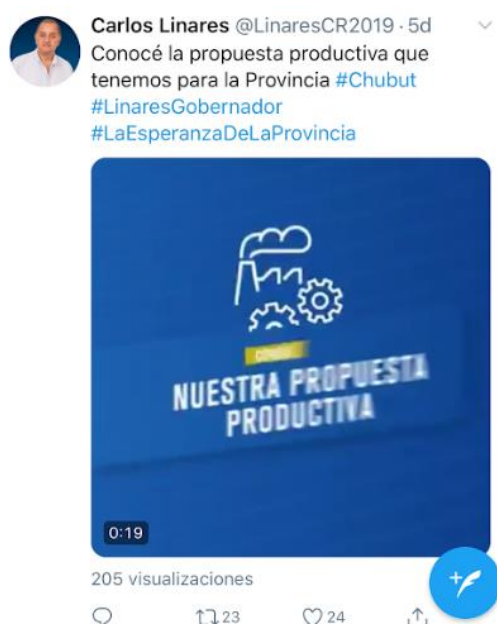 Carlos Linares @LinaresCR2019 · 5d
Conocé la propuesta productiva que
tenemos para la Provincia #Chubut
#LinaresGobernador
#LaEsperanzaDeLaProvincia
NUESTRA PROPUESTA
PRODUCTIVA
0:19
205 visualizaciones
23 24